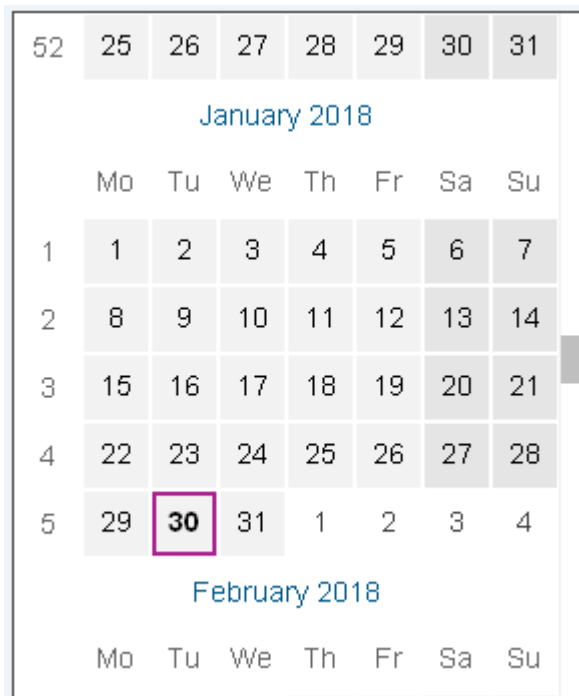 52 25 26 27 28 29 30 31
January 2018
Mo Tu We Th Fr Sa Su
1 1 2 3 4 5 6 7
2 8 9 10 11 12 13 14
3 15 16 17 18 19 20 21
4 22 23 24 25 26 27 28
5 29 30 31 1 2 3 4
February 2018
Mo Tu We Th Fr Sa Su